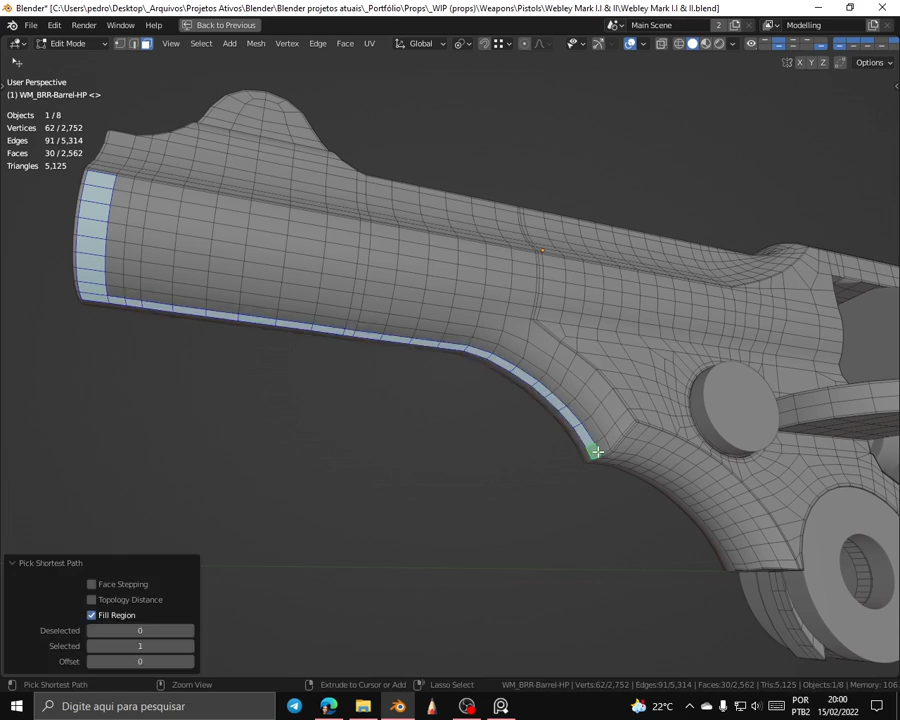 Blender* [C:\Users\pedro\Desktop\_Arquivos\Projetos Ativos\Blender\Blender projetos atuais\_Portfólio\Props\_WIP (props)\Weapons\Pistols\Webley Mark I.I & II\Webley Mark I.I & II.blend]
File Edit Render Window Help Back to Previous Main Scene 2 Modelling
Edit Mode View Select Add Mesh Vertex Edge Face UV Global
X Y Z Options
User Perspective
(1) WM_BRR-Barrel-HP <>
Objects 1/8
Vertices 62/2,752
Edges 91/5,314
Faces 30/2,562
Triangles 5,125
Pick Shortest Path
Face Stepping
Topology Distance
Fill Region
Deselected 0
Selected 1
Offset 0
Pick Shortest Path Zoom View Extrude to Cursor or Add Lasso Select WM_BRR-Barrel-HP | Verts:62/2,752 | Edges:91/5,314 | Faces:30/2,562 | Tris:5,125 | Objects:1/8 | Memory: 106
Digite aqui para pesquisar 22°C POR 20:00
PTB2 15/02/2022